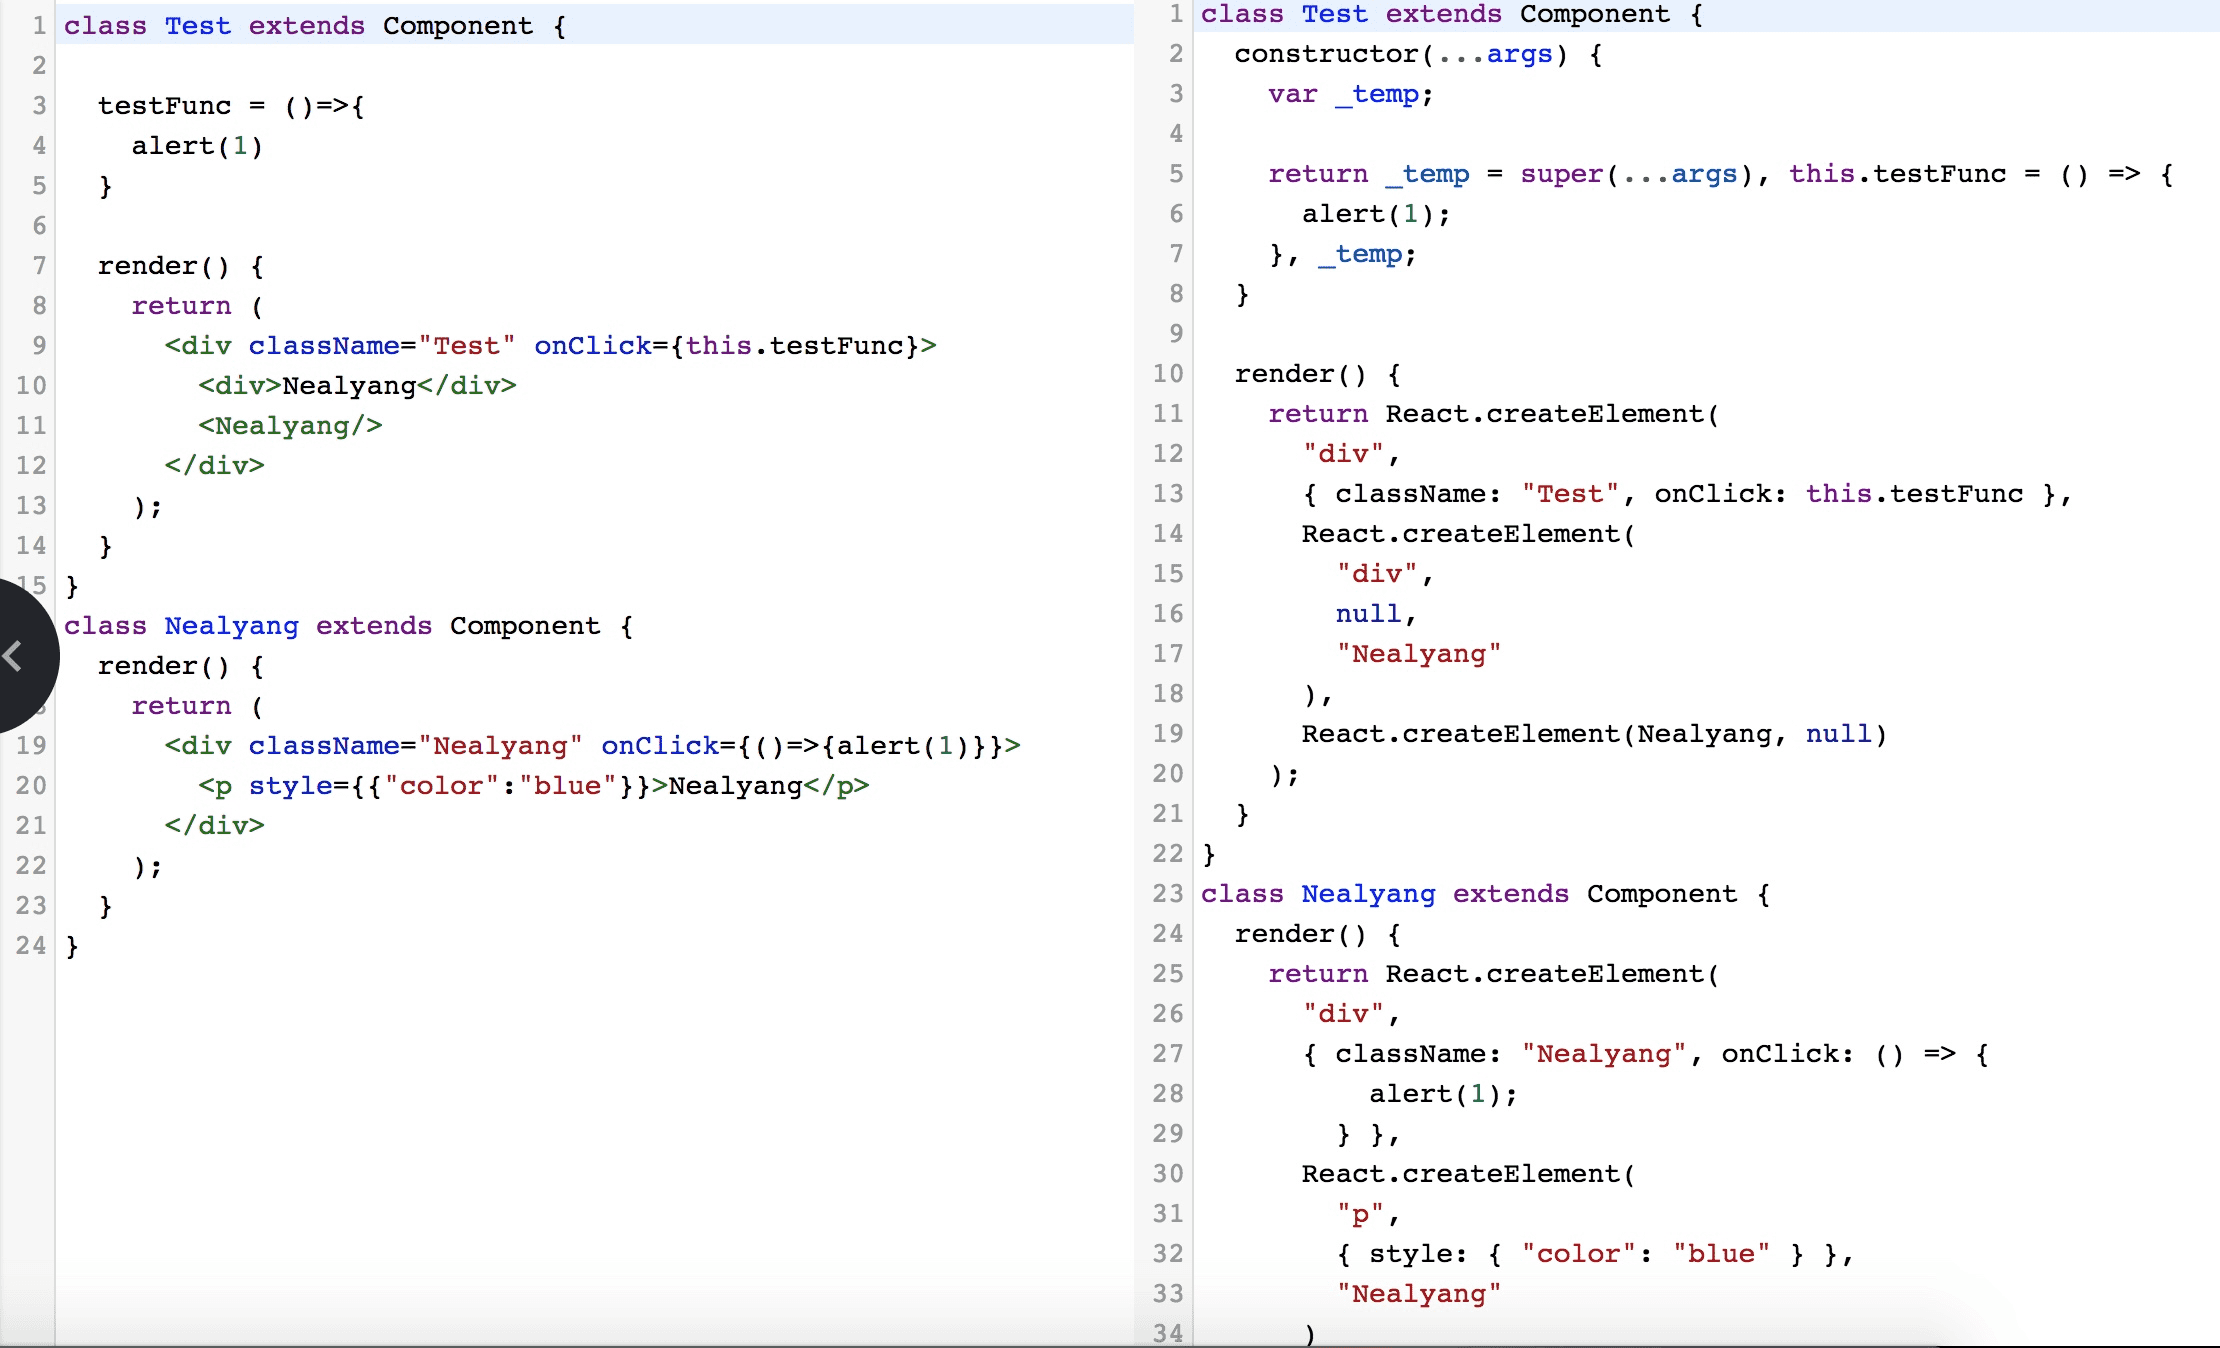 1 class Test extends Component {
2
3   testFunc = ()=>{
4     alert(1)
5   }
6
7   render() {
8     return (
9       <div className="Test" onClick={this.testFunc}>
10         <div>Nealyang</div>
11         <Nealyang/>
12       </div>
13     );
14   }
15 }
class Nealyang extends Component {
  render() {
    return (
19       <div className="Nealyang" onClick={()=>{alert(1)}}>
20         <p style={{"color":"blue"}}>Nealyang</p>
21       </div>
22     );
23   }
24 }
1 class Test extends Component {
2   constructor(...args) {
3     var _temp;
4
5     return _temp = super(...args), this.testFunc = () => {
6       alert(1);
7     }, _temp;
8   }
9
10   render() {
11     return React.createElement(
12       "div",
13       { className: "Test", onClick: this.testFunc },
14       React.createElement(
15         "div",
16         null,
17         "Nealyang"
18       ),
19       React.createElement(Nealyang, null)
20     );
21   }
22 }
23 class Nealyang extends Component {
24   render() {
25     return React.createElement(
26       "div",
27       { className: "Nealyang", onClick: () => {
28           alert(1);
29         } },
30       React.createElement(
31         "p",
32         { style: { "color": "blue" } },
33         "Nealyang"
34       )